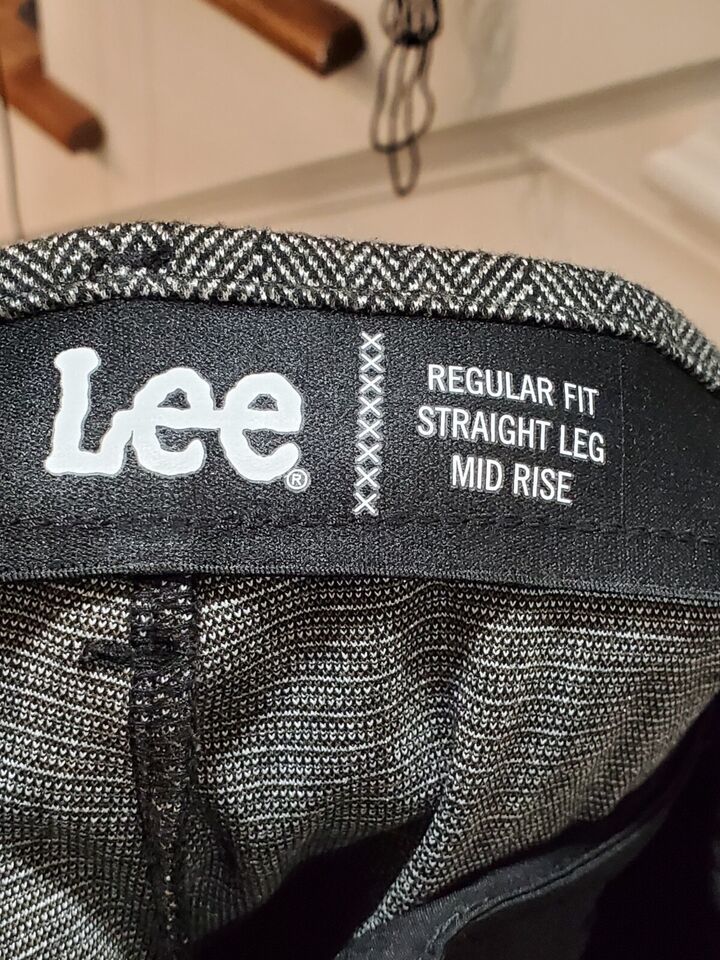 Lee®
REGULAR FIT
STRAIGHT LEG
MID RISE